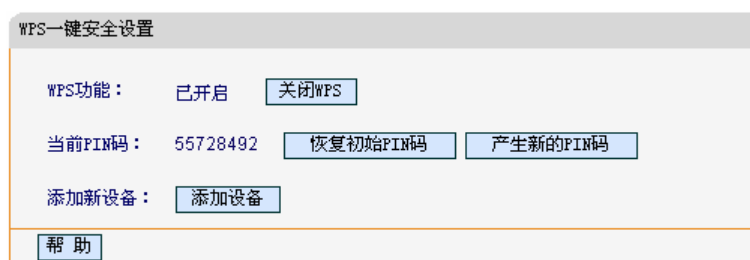 WPS一键安全设置
WPS功能： 已开启 关闭WPS
当前PIN码： 55728492 恢复初始PIN码 产生新的PIN码
添加新设备： 添加设备
帮 助